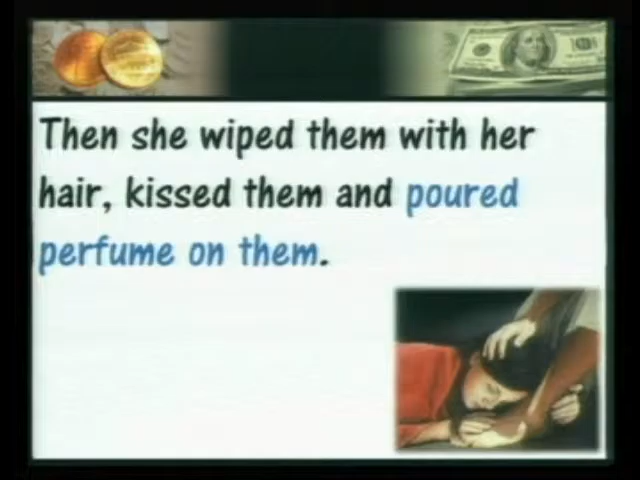 Then she wiped them with her
hair, kissed them and poured
perfume on them.